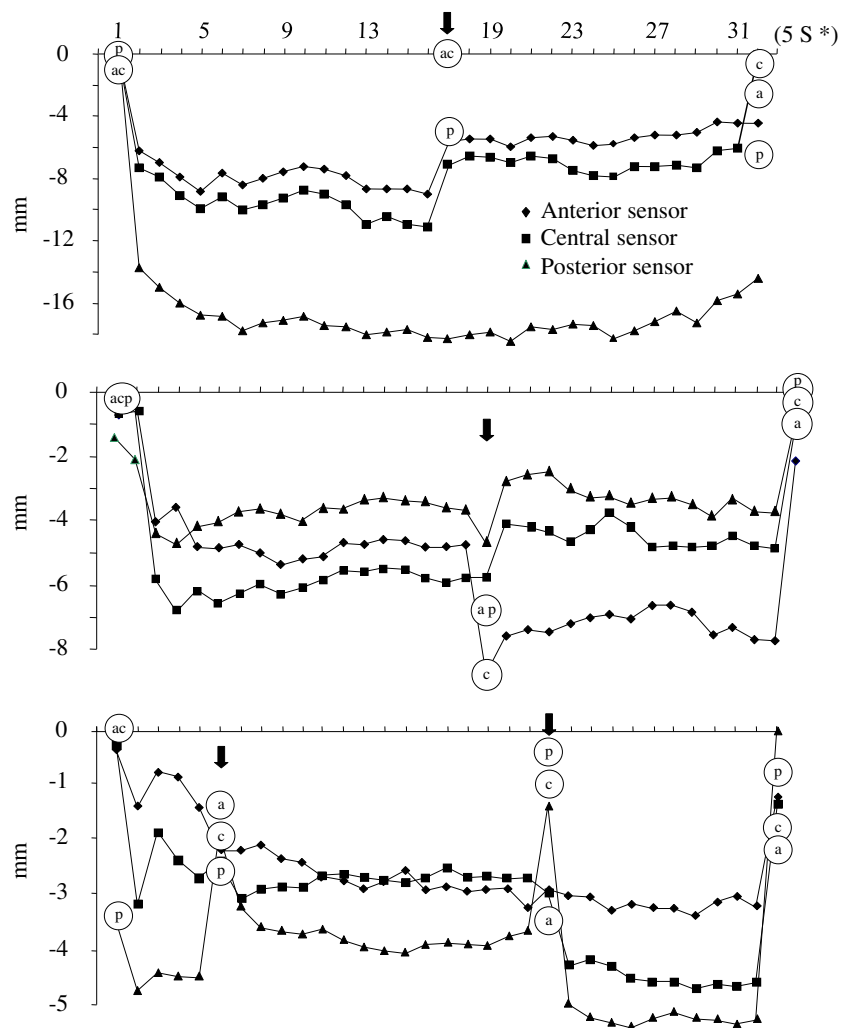 1 5 9 13 19 23 27 31 (5 S *)
0
p
ac
ac
c
a
-4
p
p
-8
mm
Anterior sensor
Central sensor
-12
Posterior sensor
-16
0
acp
p
c
a
-2
-4
mm
-6
a p
-8
c
0
ac
p
p
-1
c
a
c
a
c
-2
a
mm
p
-3
p
a
-4
-5